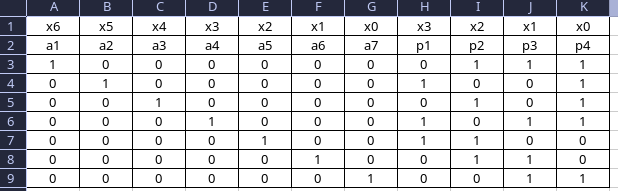 A B C D E F G H I J K
1 x6 x5 x4 x3 x2 x1 x0 x3 x2 x1 x0
2 a1 a2 a3 a4 a5 a6 a7 p1 p2 p3 p4
3 1 0 0 0 0 0 0 0 1 1 1
4 0 1 0 0 0 0 0 1 0 0 1
5 0 0 1 0 0 0 0 0 1 0 1
6 0 0 0 1 0 0 0 1 0 1 1
7 0 0 0 0 1 0 0 1 1 0 0
8 0 0 0 0 0 1 0 0 1 1 0
9 0 0 0 0 0 0 1 0 0 1 1